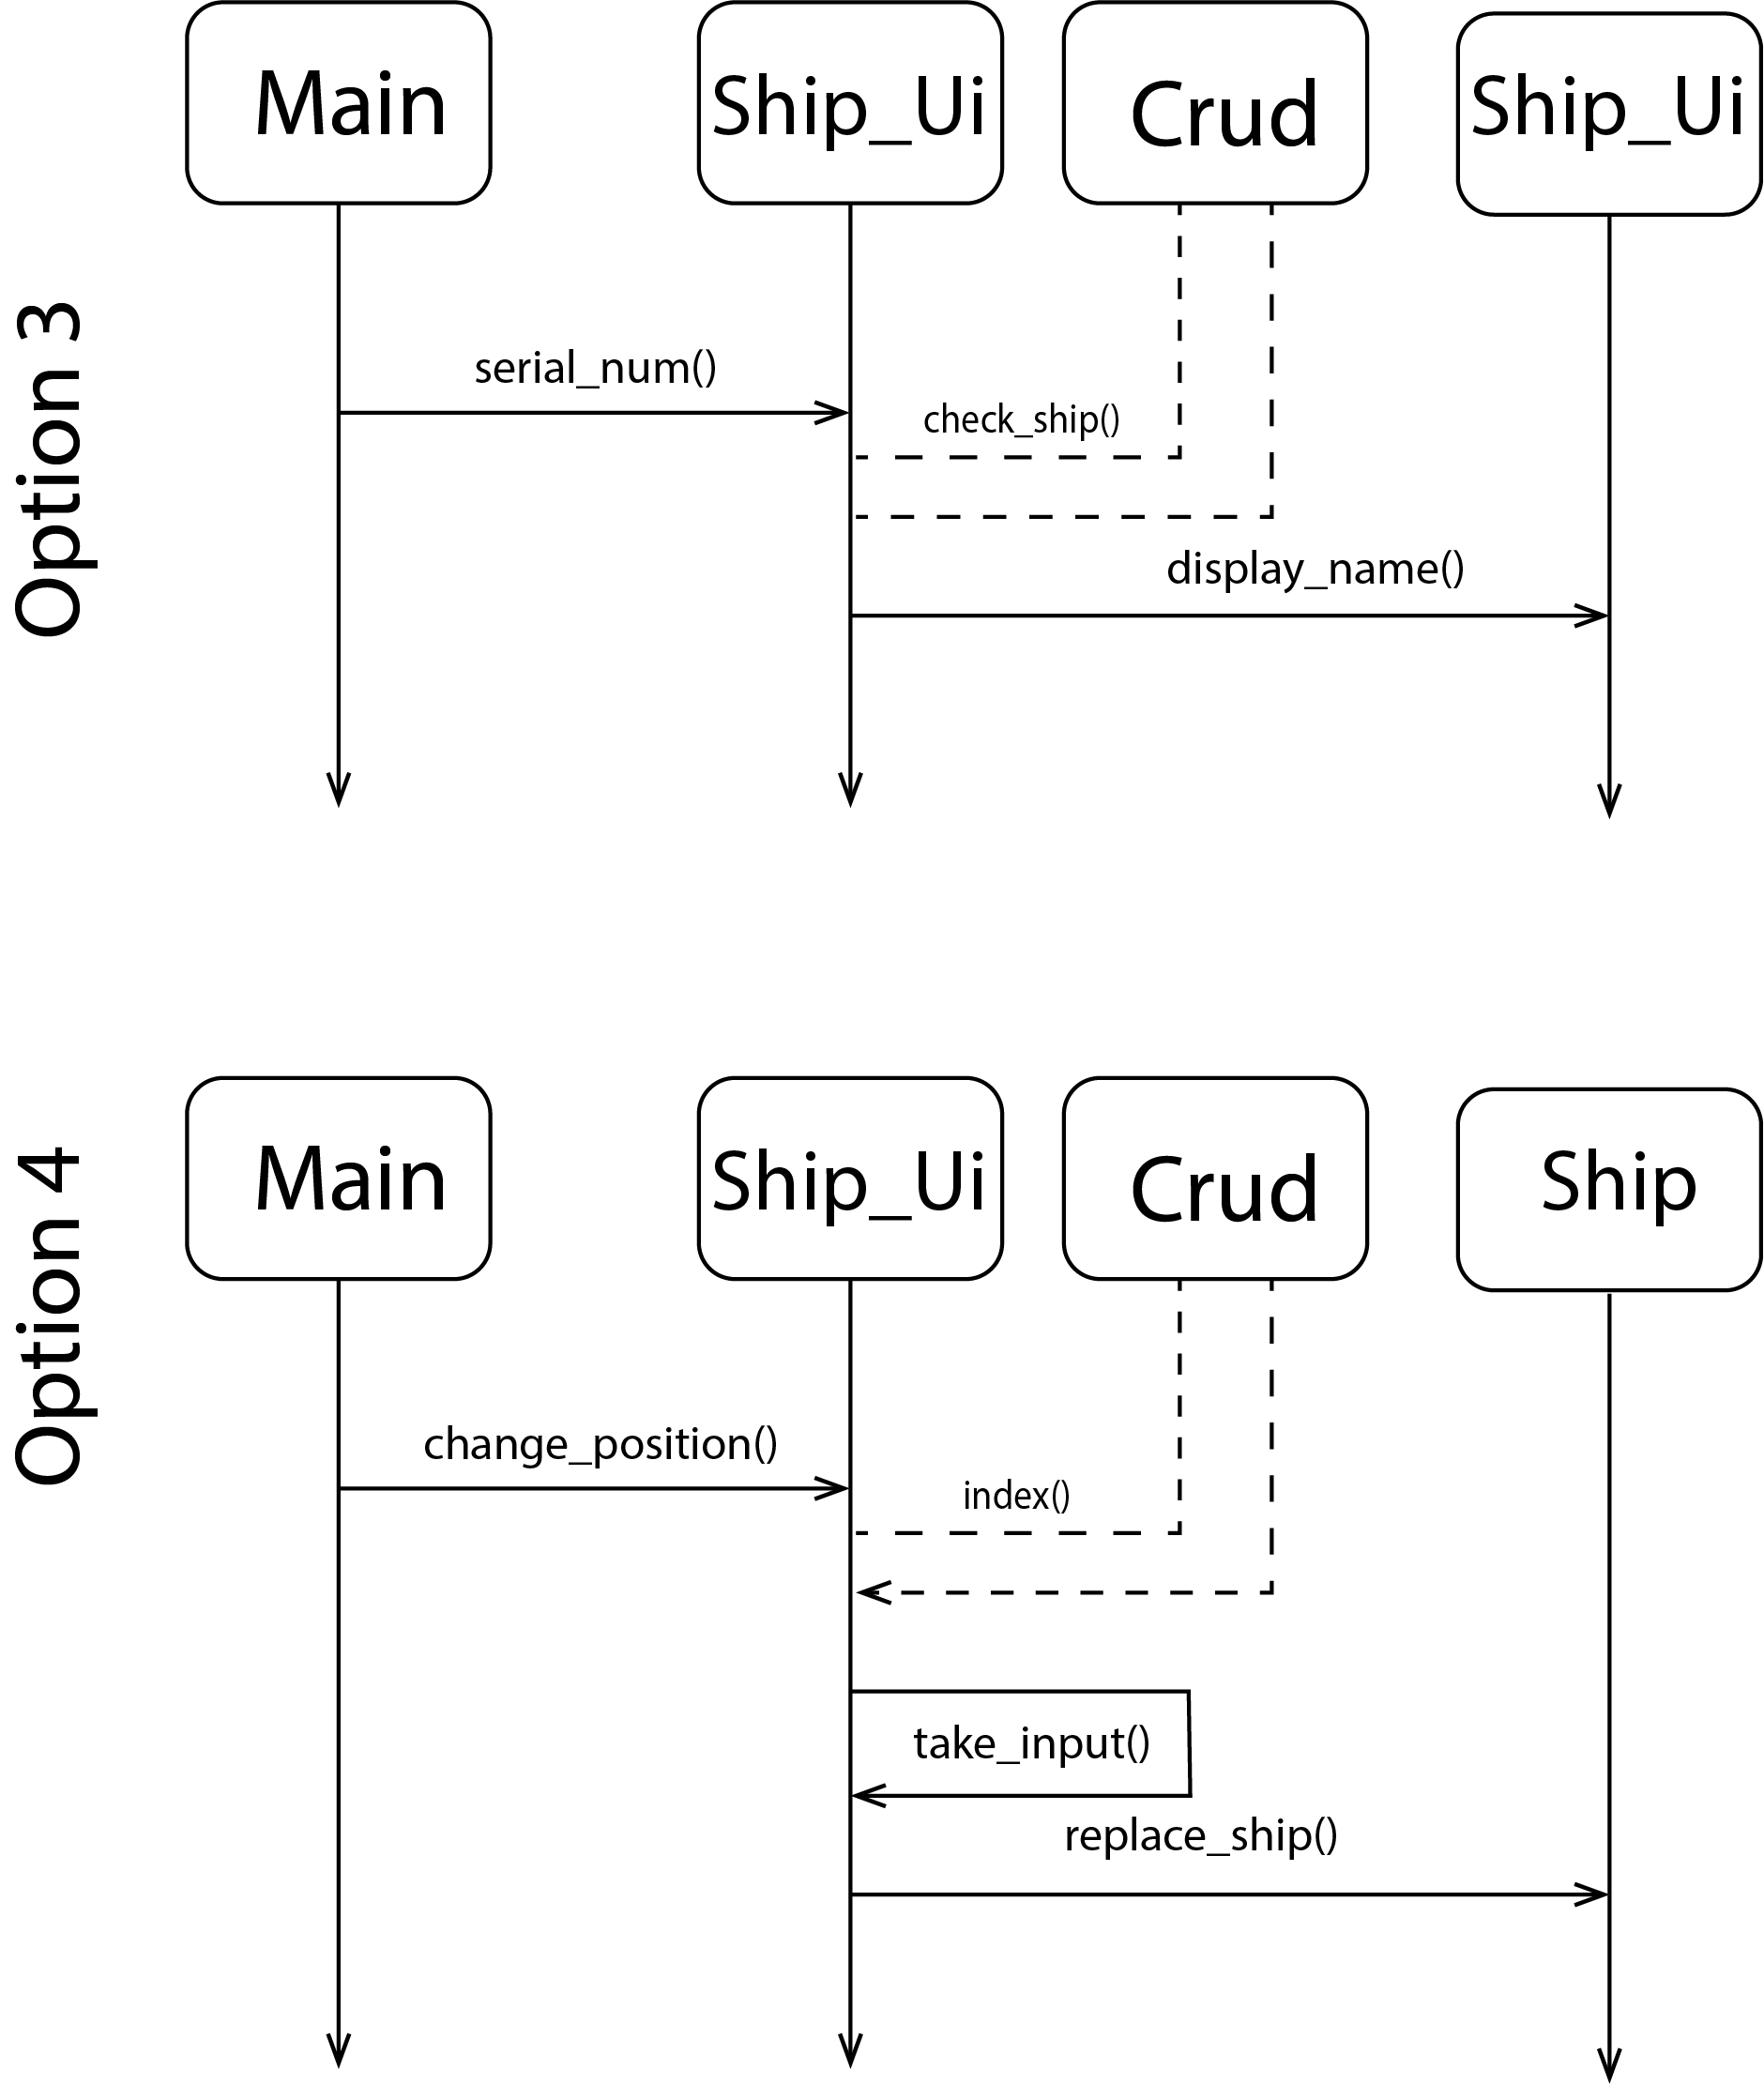 Main
Ship_Ui
Crud
Ship_Ui
Option 3
serial_num()
check_ship()
display_name()
Main
Ship_Ui
Crud
Ship
Option 4
change_position()
index()
take_input()
replace_ship()